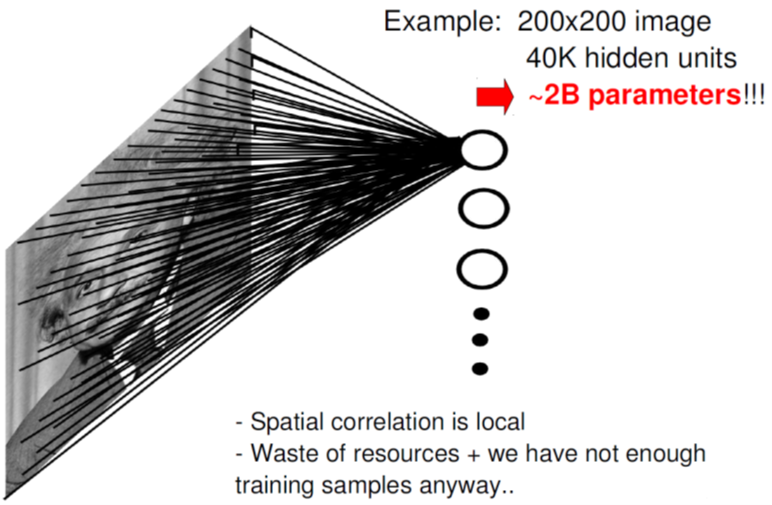 Example: 200x200 image
40K hidden units
~2B parameters!!!
- Spatial correlation is local
- Waste of resources + we have not enough
training samples anyway..